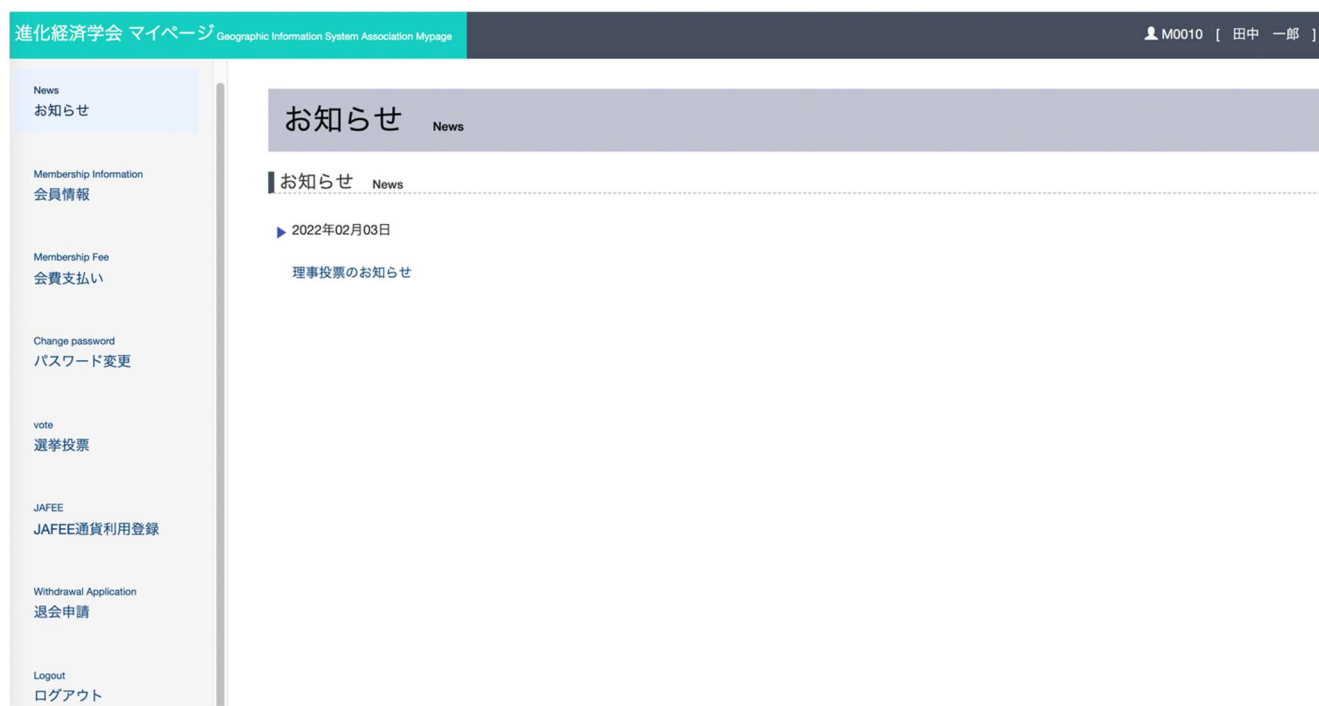 進化経済学会 マイページ Geographic Information System Association Mypage
M0010 [ 田中 一郎 ]
News
お知らせ
Membership Information
会員情報
Membership Fee
会費支払い
Change password
パスワード変更
vote
選挙投票
JAFEE
JAFEE通貨利用登録
Withdrawal Application
退会申請
Logout
ログアウト
お知らせ News
お知らせ News
2022年02月03日
理事投票のお知らせ